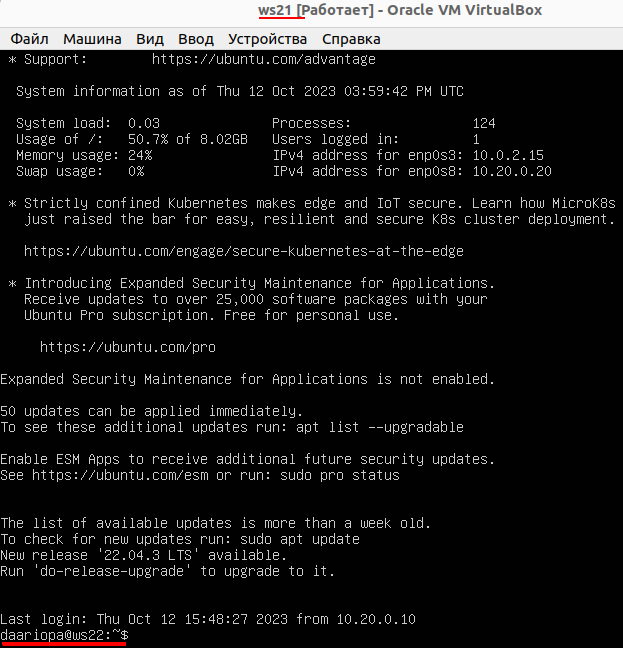 ws21 [Работает] - Oracle VM VirtualBox
Файл Машина Вид Ввод Устройства Справка
* Support: https://ubuntu.com/advantage
System information as of Thu 12 Oct 2023 03:59:42 PM UTC
System load: 0.03 Processes: 124
Usage of /: 50.7% of 8.02GB Users logged in: 1
Memory usage: 24% IPv4 address for enp0s3: 10.0.2.15
Swap usage: 0% IPv4 address for enp0s8: 10.20.0.20
* Strictly confined Kubernetes makes edge and IoT secure. Learn how MicroK8s
just raised the bar for easy, resilient and secure K8s cluster deployment.
https://ubuntu.com/engage/secure-kubernetes-at-the-edge
* Introducing Expanded Security Maintenance for Applications.
Receive updates to over 25,000 software packages with your
Ubuntu Pro subscription. Free for personal use.
https://ubuntu.com/pro
Expanded Security Maintenance for Applications is not enabled.
50 updates can be applied immediately.
To see these additional updates run: apt list --upgradable
Enable ESM Apps to receive additional future security updates.
See https://ubuntu.com/esm or run: sudo pro status
The list of available updates is more than a week old.
To check for new updates run: sudo apt update
New release '22.04.3 LTS' available.
Run 'do-release-upgrade' to upgrade to it.
Last login: Thu Oct 12 15:48:27 2023 from 10.20.0.10
daariopa@ws22:~$